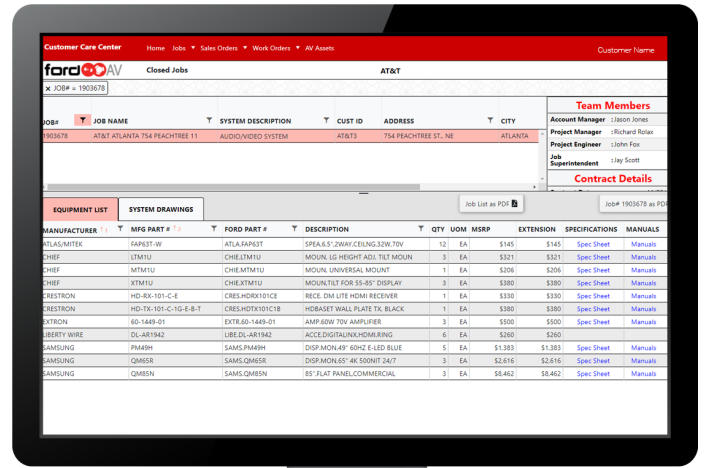 Customer Care Center Home Jobs ▼ Sales Orders ▼ Work Orders ▼ AV Assets Customer Name
ford AV Closed Jobs AT&T
x JOB# = 1903678
JOB# JOB NAME SYSTEM DESCRIPTION CUST ID ADDRESS CITY
1903678 AT&T ATLANTA 754 PEACHTREE 11 AUDIO/VIDEO SYSTEM AT&T3 754 PEACHTREE ST., NE ATLANTA
Team Members
Account Manager :Jason Jones
Project Manager :Richard Rolax
Project Engineer :John Fox
Job
Superintendent :Jay Scott
Contract Details
EQUIPMENT LIST SYSTEM DRAWINGS Job List as PDF Job# 1903678 as PDF
MANUFACTURER ↑1 MFG PART # ↑2 FORD PART # DESCRIPTION QTY UOM MSRP EXTENSION SPECIFICATIONS MANUALS
ATLAS/MITEK FAP63T-W ATLA,FAP63T SPEA,6.5",2WAY,CEILNG,32W,70V 12 EA $145 $145 Spec Sheet Manuals
CHIEF LTM1U CHIE,LTM1U MOUN, LG HEIGHT ADJ. TILT MOUN 3 EA $321 $321 Spec Sheet Manuals
CHIEF MTM1U CHIE,MTM1U MOUN, UNIVERSAL MOUNT 1 EA $206 $206 Spec Sheet Manuals
CHIEF XTM1U CHIE,XTM1U MOUN,TILT FOR 55-85" DISPLAY 3 EA $380 $380 Spec Sheet Manuals
CRESTRON HD-RX-101-C-E CRES,HDRX101CE RECE, DM LITE HDMI RECEIVER 1 EA $330 $330 Spec Sheet Manuals
CRESTRON HD-TX-101-C-1G-E-B-T CRES,HDTX101C1B HDBASET WALL PLATE TX, BLACK 1 EA $380 $380 Spec Sheet Manuals
EXTRON 60-1449-01 EXTR,60-1449-01 AMP,60W 70V AMPLIFIER 3 EA $500 $500 Spec Sheet Manuals
LIBERTY WIRE DL-AR1942 LIBE,DL-AR1942 ACCE,DIGITALINX,HDMI,RING 6 EA $260 $260
SAMSUNG PM49H SAMS,PM49H DISP,MON,49" 60HZ E-LED BLUE 5 EA $1,383 $1,383 Spec Sheet Manuals
SAMSUNG QM65R SAMS,QM65R DISP,MON,65" 4K 500NIT 24/7 3 EA $2,616 $2,616 Spec Sheet Manuals
SAMSUNG QM85N SAMS,QM85N 85",FLAT PANEL,COMMERCIAL 3 EA $8,462 $8,462 Spec Sheet Manuals